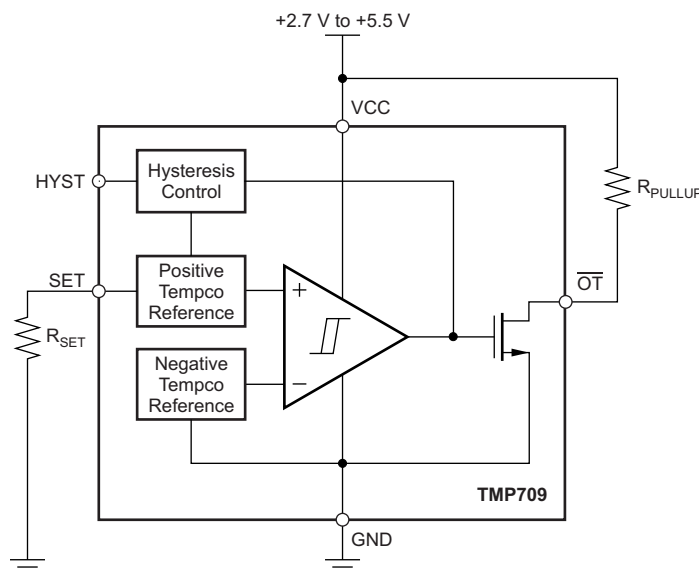 +2.7 V to +5.5 V
VCC
HYST
Hysteresis
Control
R_PULLUP
SET
Positive
Tempco
Reference
+
OT
R_SET
Negative
Tempco
Reference
−
TMP709
GND